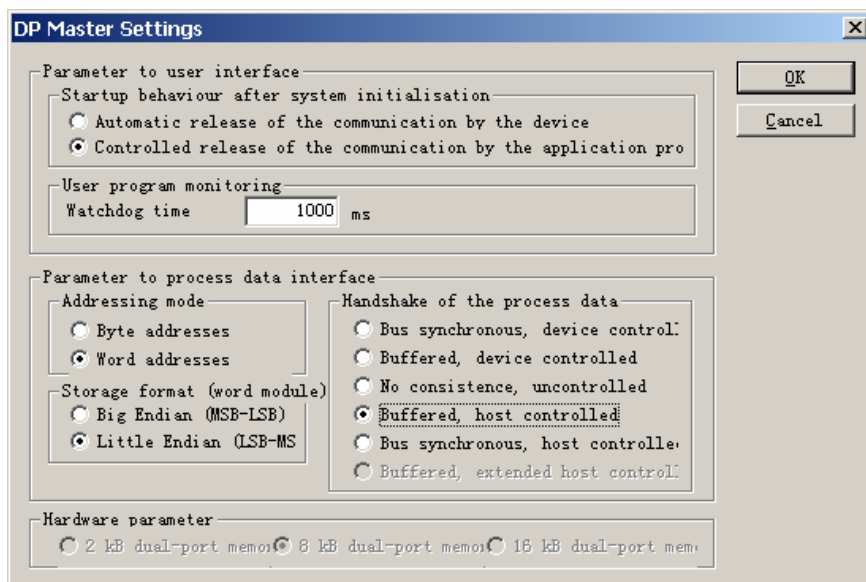 DP Master Settings
Parameter to user interface
OK
Startup behaviour after system initialisation
Automatic release of the communication by the device
Cancel
Controlled release of the communication by the application pro
User program monitoring
Watchdog time 1000 ms
Parameter to process data interface
Addressing mode
Byte addresses
Word addresses
Storage format (word module)
Big Endian (MSB-LSB)
Little Endian (LSB-MS
Handshake of the process data
Bus synchronous, device controll
Buffered, device controlled
No consistence, uncontrolled
Buffered, host controlled
Bus synchronous, host controlle
Buffered, extended host controll
Hardware parameter
2 kB dual-port memo 8 kB dual-port memo 16 kB dual-port mem